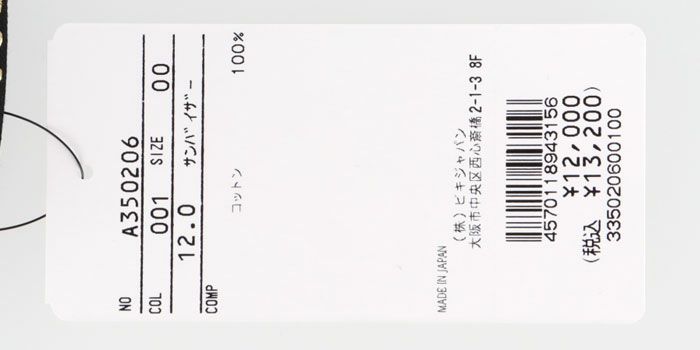 NO A350206
COL 001 SIZE 00
12.0 サンバイザー
COMP
コットン 100%
MADE IN JAPAN
(株)ビキジャパン
大阪市中央区西心斎橋2-1-3 8F
4570118943156
¥12,000
(税込 ¥13,200)
335020600100